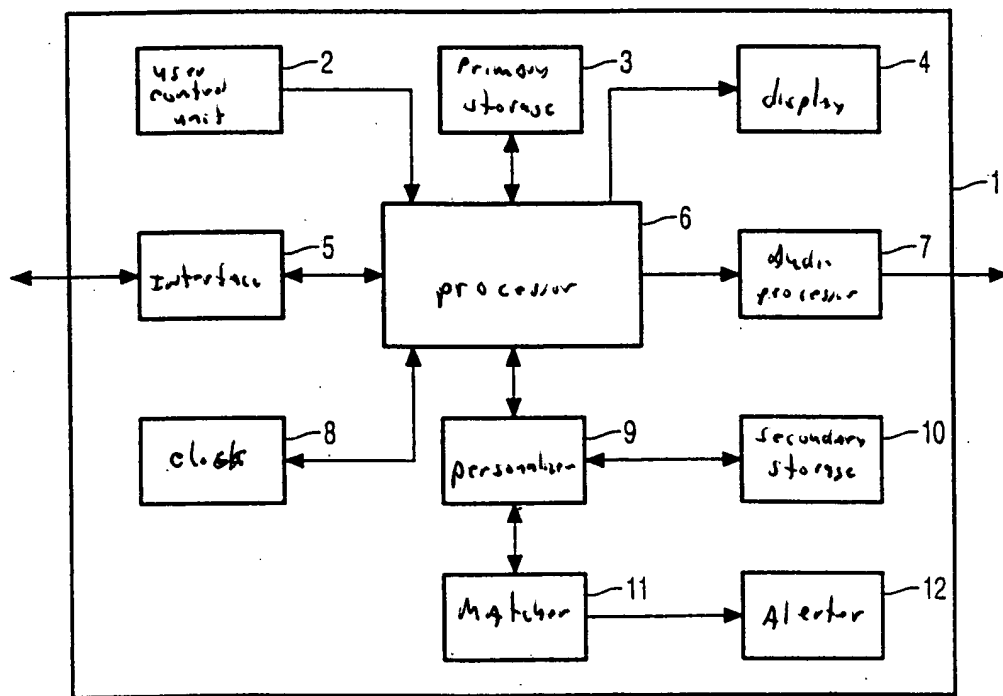 user
control
unit
2
Primary
storage
3
display
4
1
Interface
5
processor
6
Audio
processor
7
clock
8
personalizer
9
secondary
storage
10
Matcher
11
Alerter
12